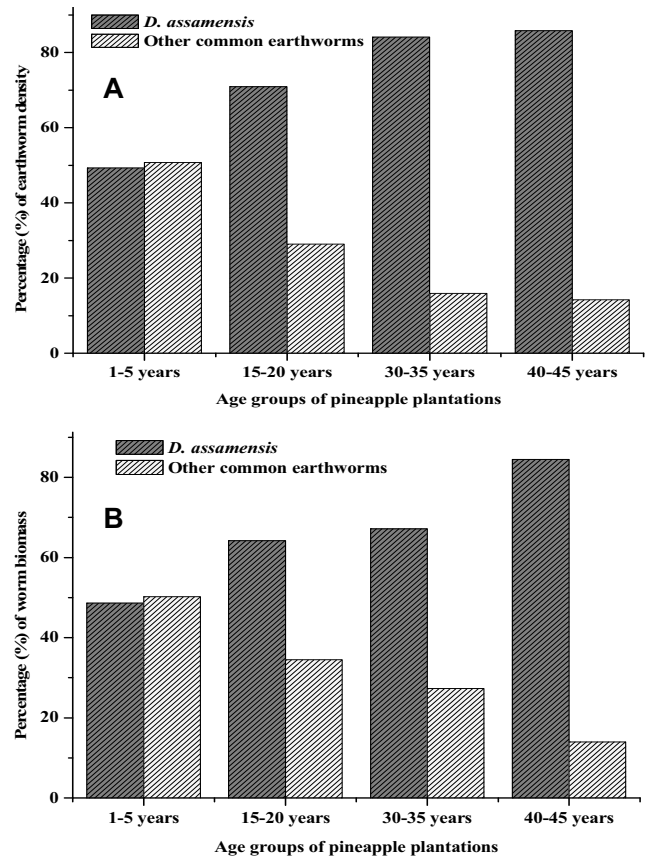 D. assamensis
Other common earthworms
A
Percentage (%) of earthworm density
80
60
40
20
0
1-5 years 15-20 years 30-35 years 40-45 years
Age groups of pineapple plantations
D. assamensis
Other common earthworms
B
Percentage (%) of worm biomass
80
60
40
20
0
1-5 years 15-20 years 30-35 years 40-45 years
Age groups of pineapple plantations